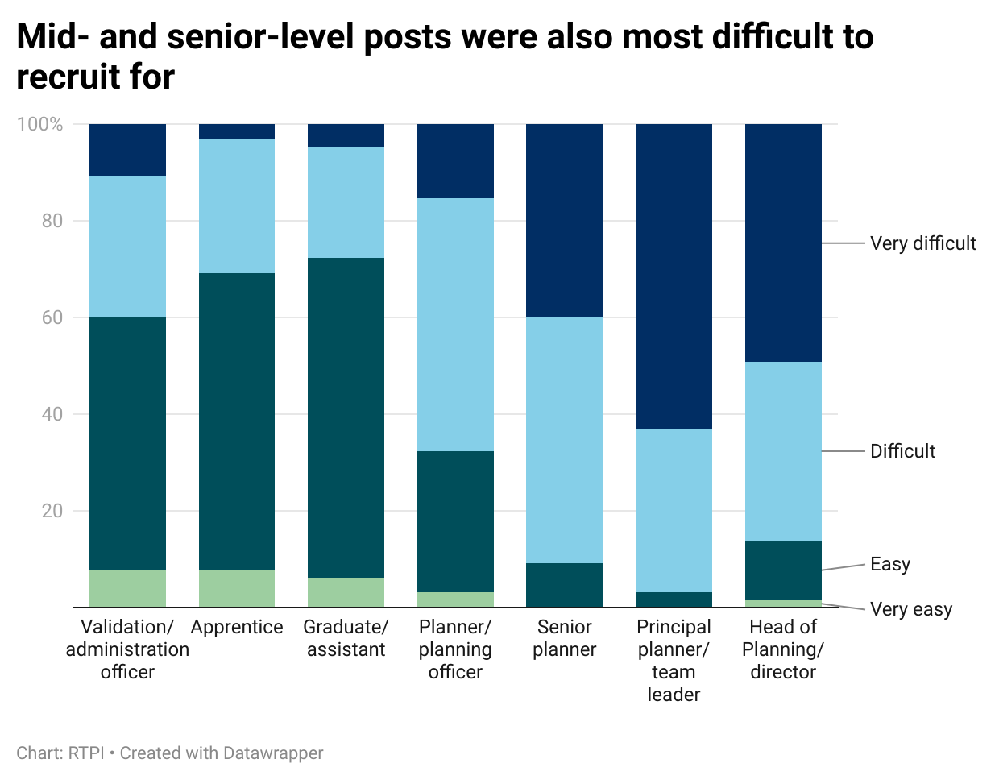 Mid- and senior-level posts were also most difficult to
recruit for
100%
80
60
40
20
Very difficult
Difficult
Easy
Very easy
Validation/
administration
officer
Apprentice
Graduate/
assistant
Planner/
planning
officer
Senior
planner
Principal
planner/
team
leader
Head of
Planning/
director
Chart: RTPI • Created with Datawrapper